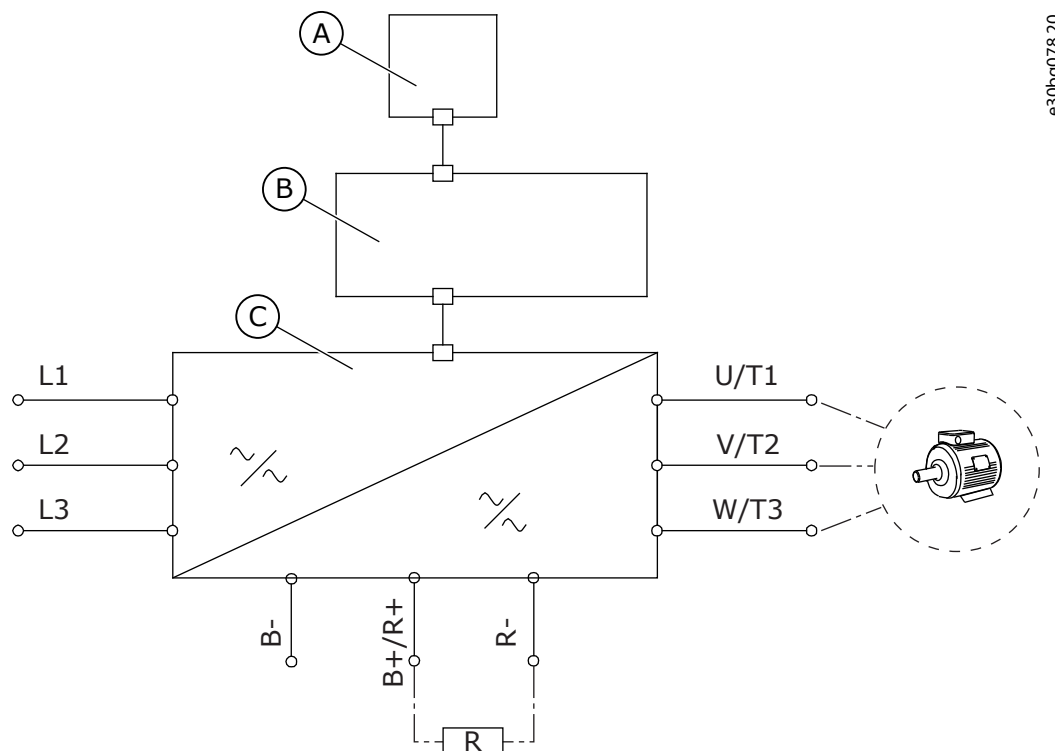 A
e30bg078.20
B
C
L1
U/T1
L2
V/T2
L3
W/T3
B-
B+/R+
R-
R